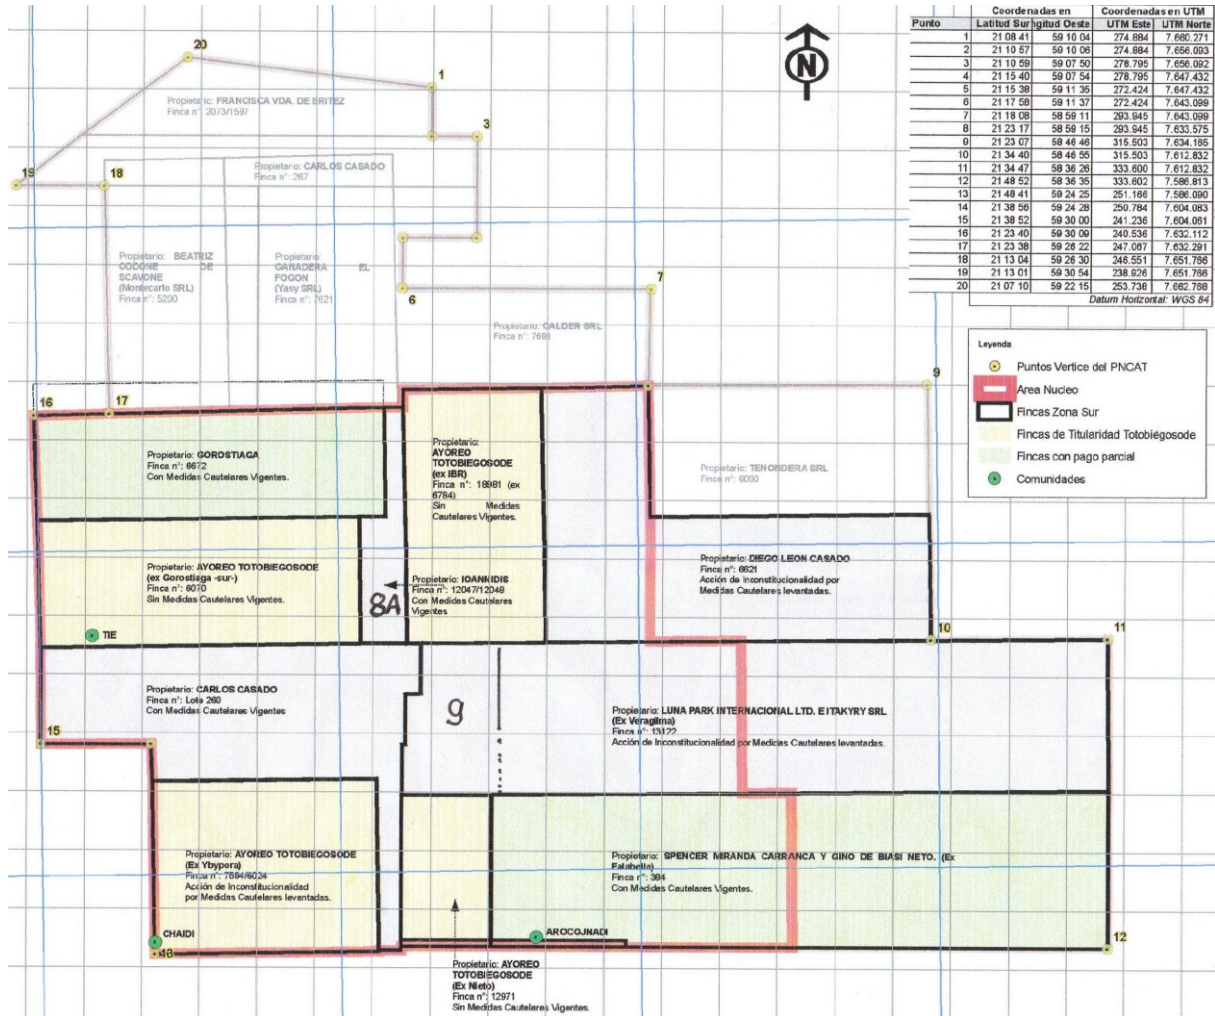 Coordenadas en Coordenadas en UTM
Punto Latitud Sur ngitud Oeste UTM Este UTM Norte
1 21 08 41 59 10 04 274.884 7.660.271
2 21 10 57 59 10 06 274.884 7.656.093
3 21 10 59 59 07 50 278.795 7.656.092
4 21 15 40 59 07 54 278.795 7.647.432
5 21 15 38 59 11 35 272.424 7.647.432
6 21 17 58 59 11 37 272.424 7.643.099
7 21 18 08 58 59 11 293.945 7.643.099
8 21 23 17 58 59 15 293.945 7.633.575
9 21 23 07 58 46 46 315.503 7.634.165
10 21 34 40 58 46 55 315.503 7.612.832
11 21 34 47 58 36 26 333.600 7.612.832
12 21 48 52 58 36 35 333.602 7.586.813
13 21 48 41 59 24 25 251.166 7.586.090
14 21 38 56 59 24 28 250.784 7.604.083
15 21 38 52 59 30 00 241.236 7.604.061
16 21 23 40 59 30 09 240.536 7.632.112
17 21 23 38 59 26 22 247.067 7.632.291
18 21 13 04 59 26 30 246.551 7.651.766
19 21 13 01 59 30 54 238.926 7.651.766
20 21 07 10 59 22 15 253.736 7.662.768
Datum Horizontal: WGS 84
N
20
1
Propietario: FRANCISCA VDA. DE BRITEZ
Finca n°: 2073/1597
3
19
18
Propietario: CARLOS CASADO
Finca n°: 267
Propietario: BEATRIZ
ODDONE DE
SCAVONE
(Montecarlo SRL)
Finca n°: 5200
Propietario:
GANADERA EL
FOGON
(Yasy SRL)
Finca n°: 7621
7
6
Propietario: CALDER SRL
Finca n°: 7698
9
Leyenda
Puntos Vertice del PNCAT
Area Nucleo
Fincas Zona Sur
Fincas de Titularidad Totobiegosode
Fincas con pago parcial
Comunidades
16
17
Propietario: GOROSTIAGA
Finca n°: 6672
Con Medidas Cautelares Vigentes.
Propietario:
AYOREO
TOTOBIEGOSODE
(ex IBR)
Finca n°: 18981 (ex
6784)
Sin Medidas
Cautelares Vigentes.
Propietario: TENONDERA SRL
Finca n°: 6090
Propietario: AYOREO TOTOBIEGOSODE
(ex Gorostiaga -sur-)
Finca n°: 6070
Sin Medidas Cautelares Vigentes.
8A
Propietario: IOANNIDIS
Finca n°: 12047/12048
Con Medidas Cautelares
Vigentes
Propietario: DIEGO LEON CASADO
Finca n°: 6621
Acción de Inconstitucionalidad por
Medidas Cautelares levantadas.
TIE
10
11
Propietario: CARLOS CASADO
Finca n°: Lote 260
Con Medidas Cautelares Vigentes
9
Propietario: LUNA PARK INTERNACIONAL LTD. E ITAKYRY SRL
(Ex Veragilma)
Finca n°: 13122
Acción de Inconstitucionalidad por Medidas Cautelares levantadas.
15
Propietario: AYOREO TOTOBIEGOSODE
(Ex Ybypora)
Finca n°: 7594/6024
Acción de Inconstitucionalidad
por Medidas Cautelares levantadas.
Propietario: SPENCER MIRANDA CARRANCA Y GINO DE BIASI NETO. (Ex
Falabella)
Finca n°: 384
Con Medidas Cautelares Vigentes.
CHAIDI
13
AROCOJNADI
12
Propietario: AYOREO
TOTOBIEGOSODE
(Ex Nieto)
Finca n°: 12971
Sin Medidas Cautelares Vigentes.